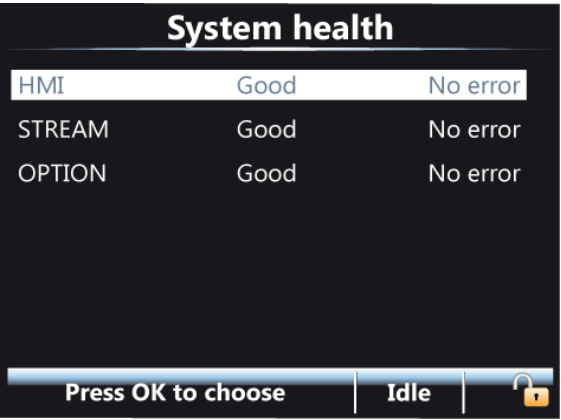 System health
HMI Good No error
STREAM Good No error
OPTION Good No error
Press OK to choose Idle